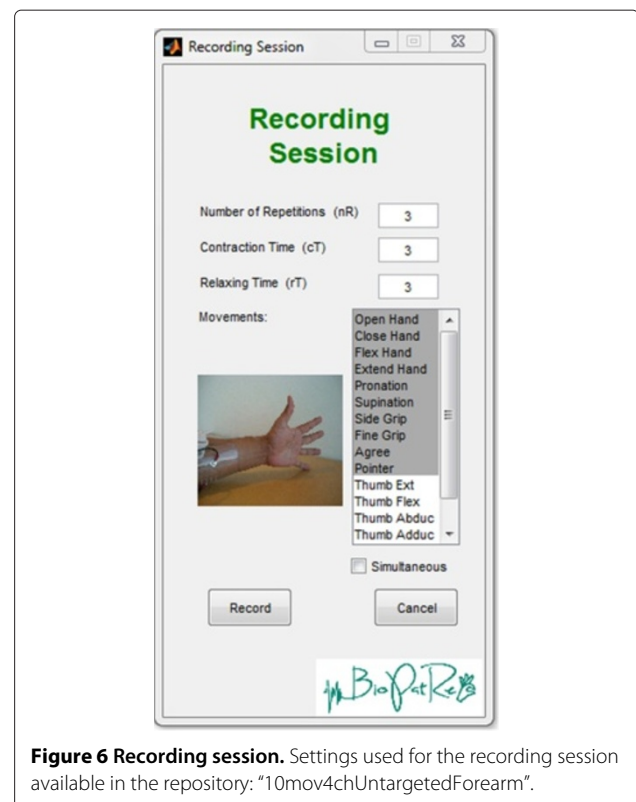 Recording Session
Recording
Session
Number of Repetitions (nR) 3
Contraction Time (cT) 3
Relaxing Time (rT) 3
Movements:
Open Hand
Close Hand
Flex Hand
Extend Hand
Pronation
Supination
Side Grip
Fine Grip
Agree
Pointer
Thumb Ext
Thumb Flex
Thumb Abduc
Thumb Adduc
Simultaneous
Record Cancel
BioPatRec
Figure 6 Recording session. Settings used for the recording session
available in the repository: “10mov4chUntargetedForearm”.